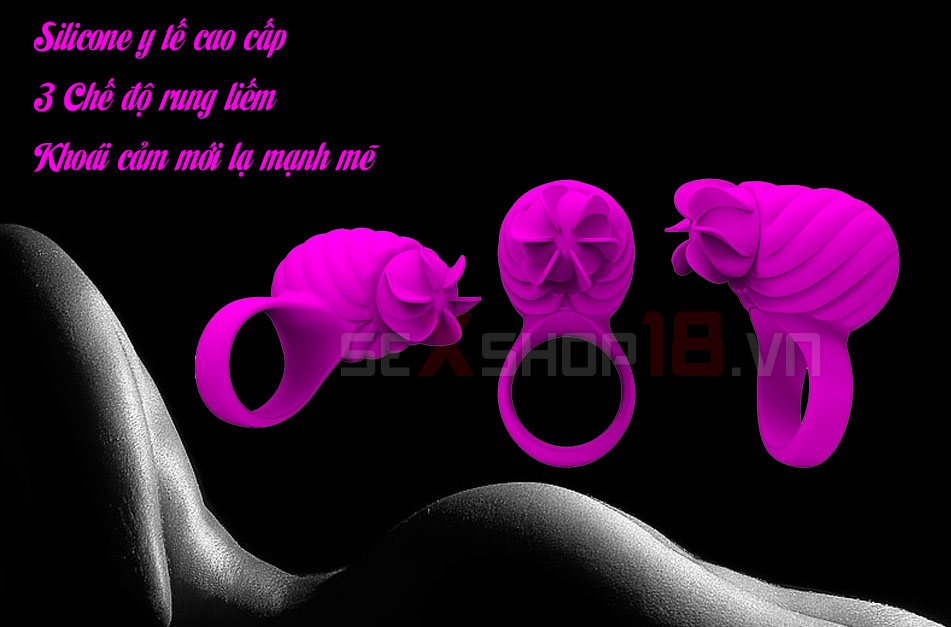 Silicone y tế cao cấp
3 Chế độ rung liếm
Khoái cảm mới lạ mạnh mẽ
SEXSHOP18.VN